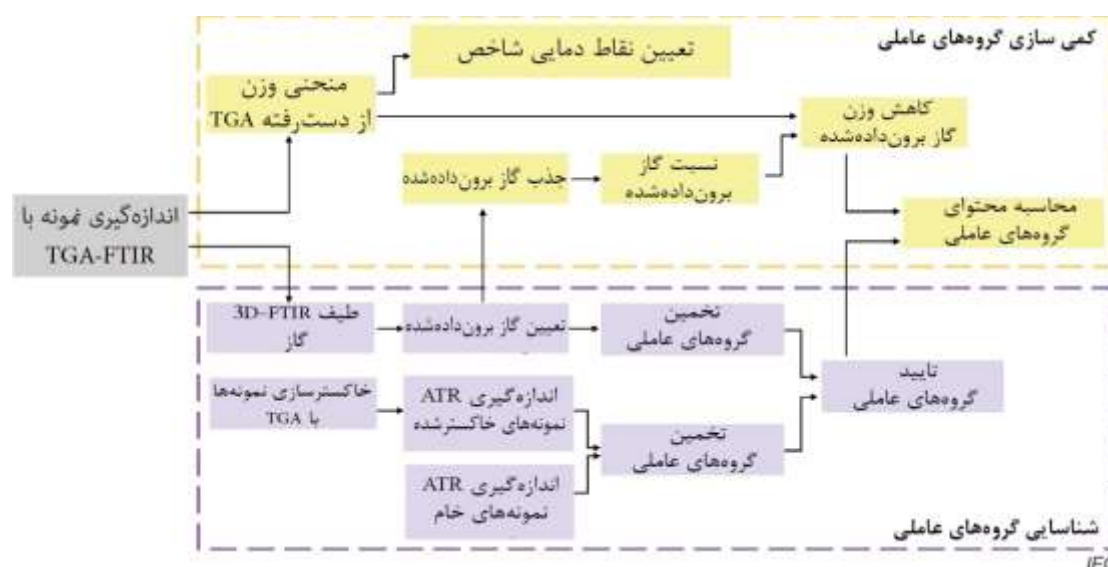 کمی سازی گروه‌های عاملی
تعیین نقاط دمایی شاخص
منحنی وزن
از دست‌رفته TGA
کاهش وزن
گاز برون‌داده‌شده
جذب گاز برون‌داده‌شده
نسبت گاز
برون‌داده‌شده
محاسبه محتوای
گروه‌های عاملی
اندازه‌گیری نمونه با
TGA-FTIR
طیف 3D-FTIR
گاز
تعیین گاز برون‌داده‌شده
تخمین
گروه‌های عاملی
تایید
گروه‌های عاملی
خاکسترسازی نمونه‌ها
با TGA
اندازه‌گیری ATR
نمونه‌های خاکسترشده
تخمین
گروه‌های عاملی
اندازه‌گیری ATR
نمونه‌های خام
شناسایی گروه‌های عاملی